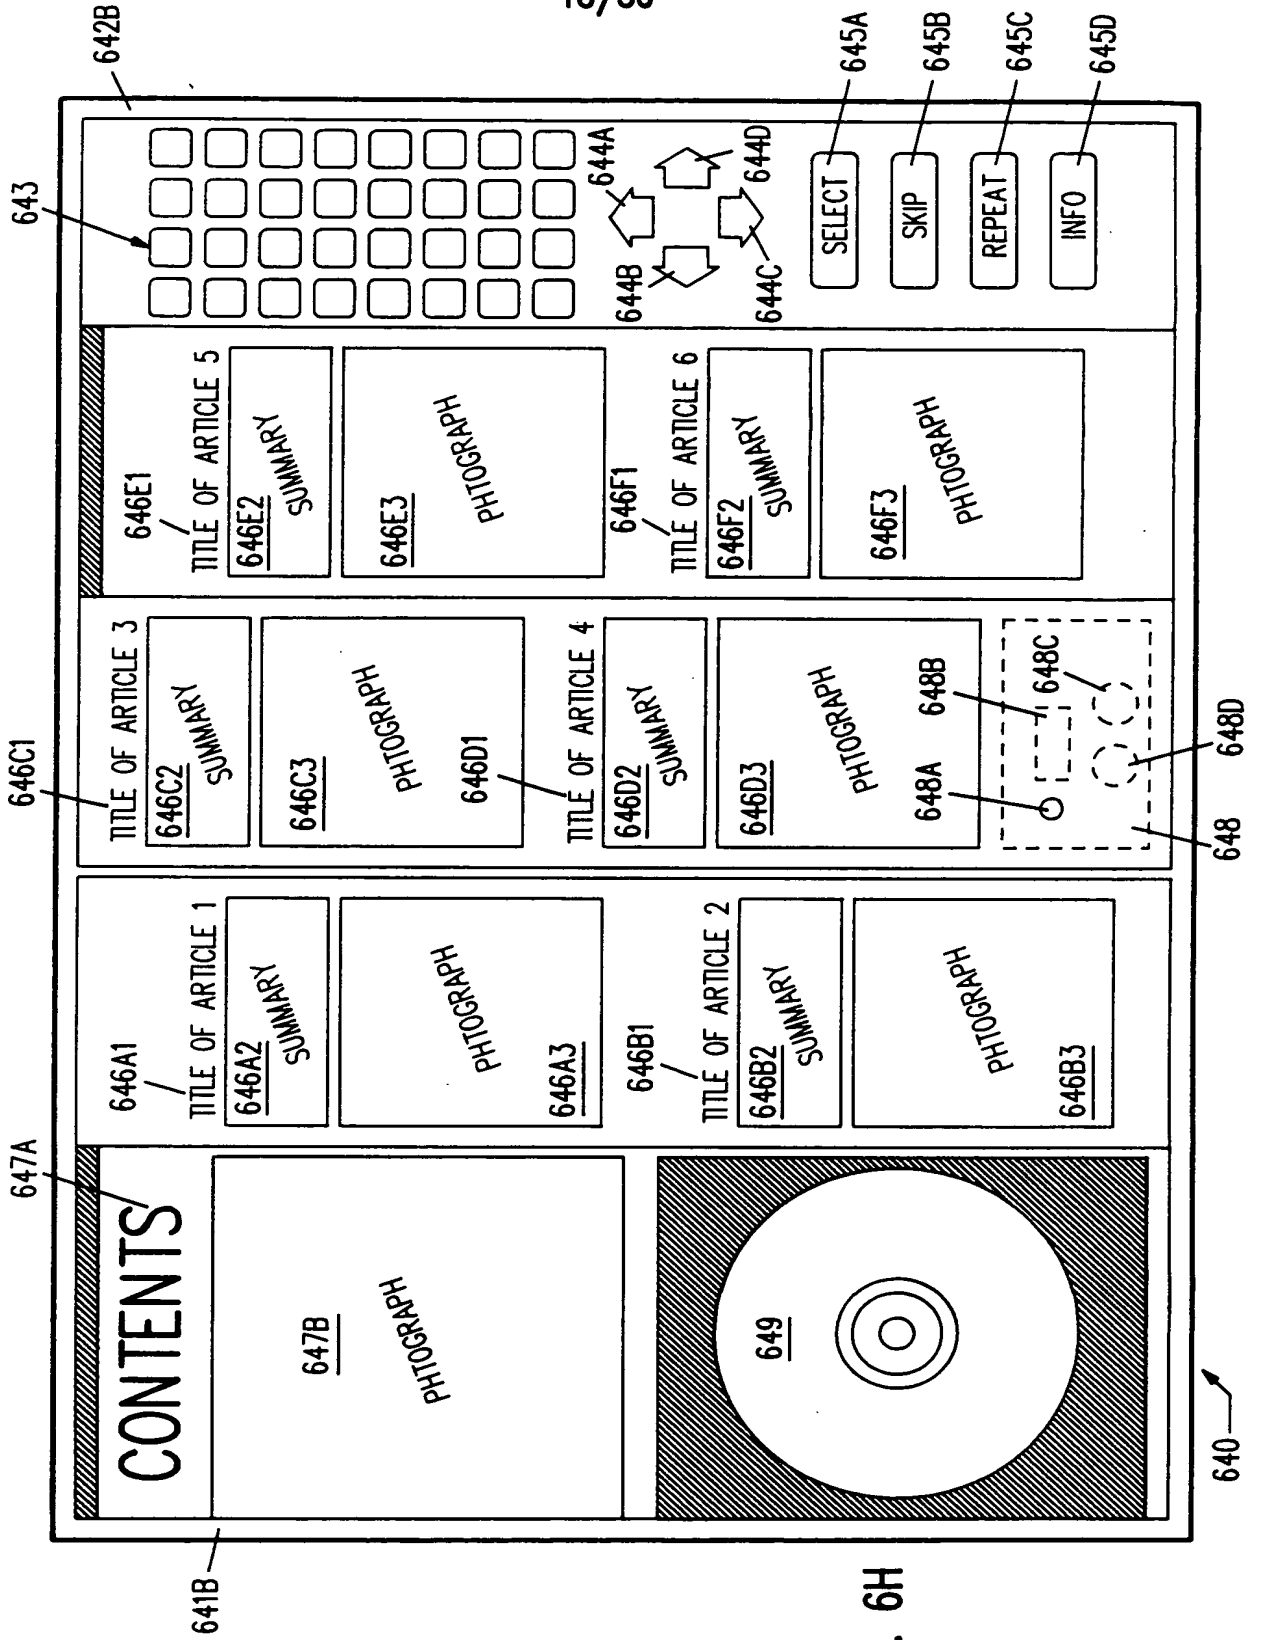 642B
641B
647A
CONTENTS
647B
PHTOGRAPH
649
646A1
TITLE OF ARTICLE 1
646A2
SUMMARY
PHTOGRAPH
646A3
646B1
TITLE OF ARTICLE 2
646B2
SUMMARY
PHTOGRAPH
646B3
646C1
TITLE OF ARTICLE 3
646C2
SUMMARY
646C3
PHTOGRAPH
646D1
TITLE OF ARTICLE 4
646D2
SUMMARY
646D3
PHTOGRAPH
648A
648B
648C
648D
648
646E1
TITLE OF ARTICLE 5
646E2
SUMMARY
646E3
PHTOGRAPH
646F1
TITLE OF ARTICLE 6
646F2
SUMMARY
646F3
PHTOGRAPH
643
644A
644B
644C
644D
SELECT
SKIP
REPEAT
INFO
645A
645B
645C
645D
640
6H